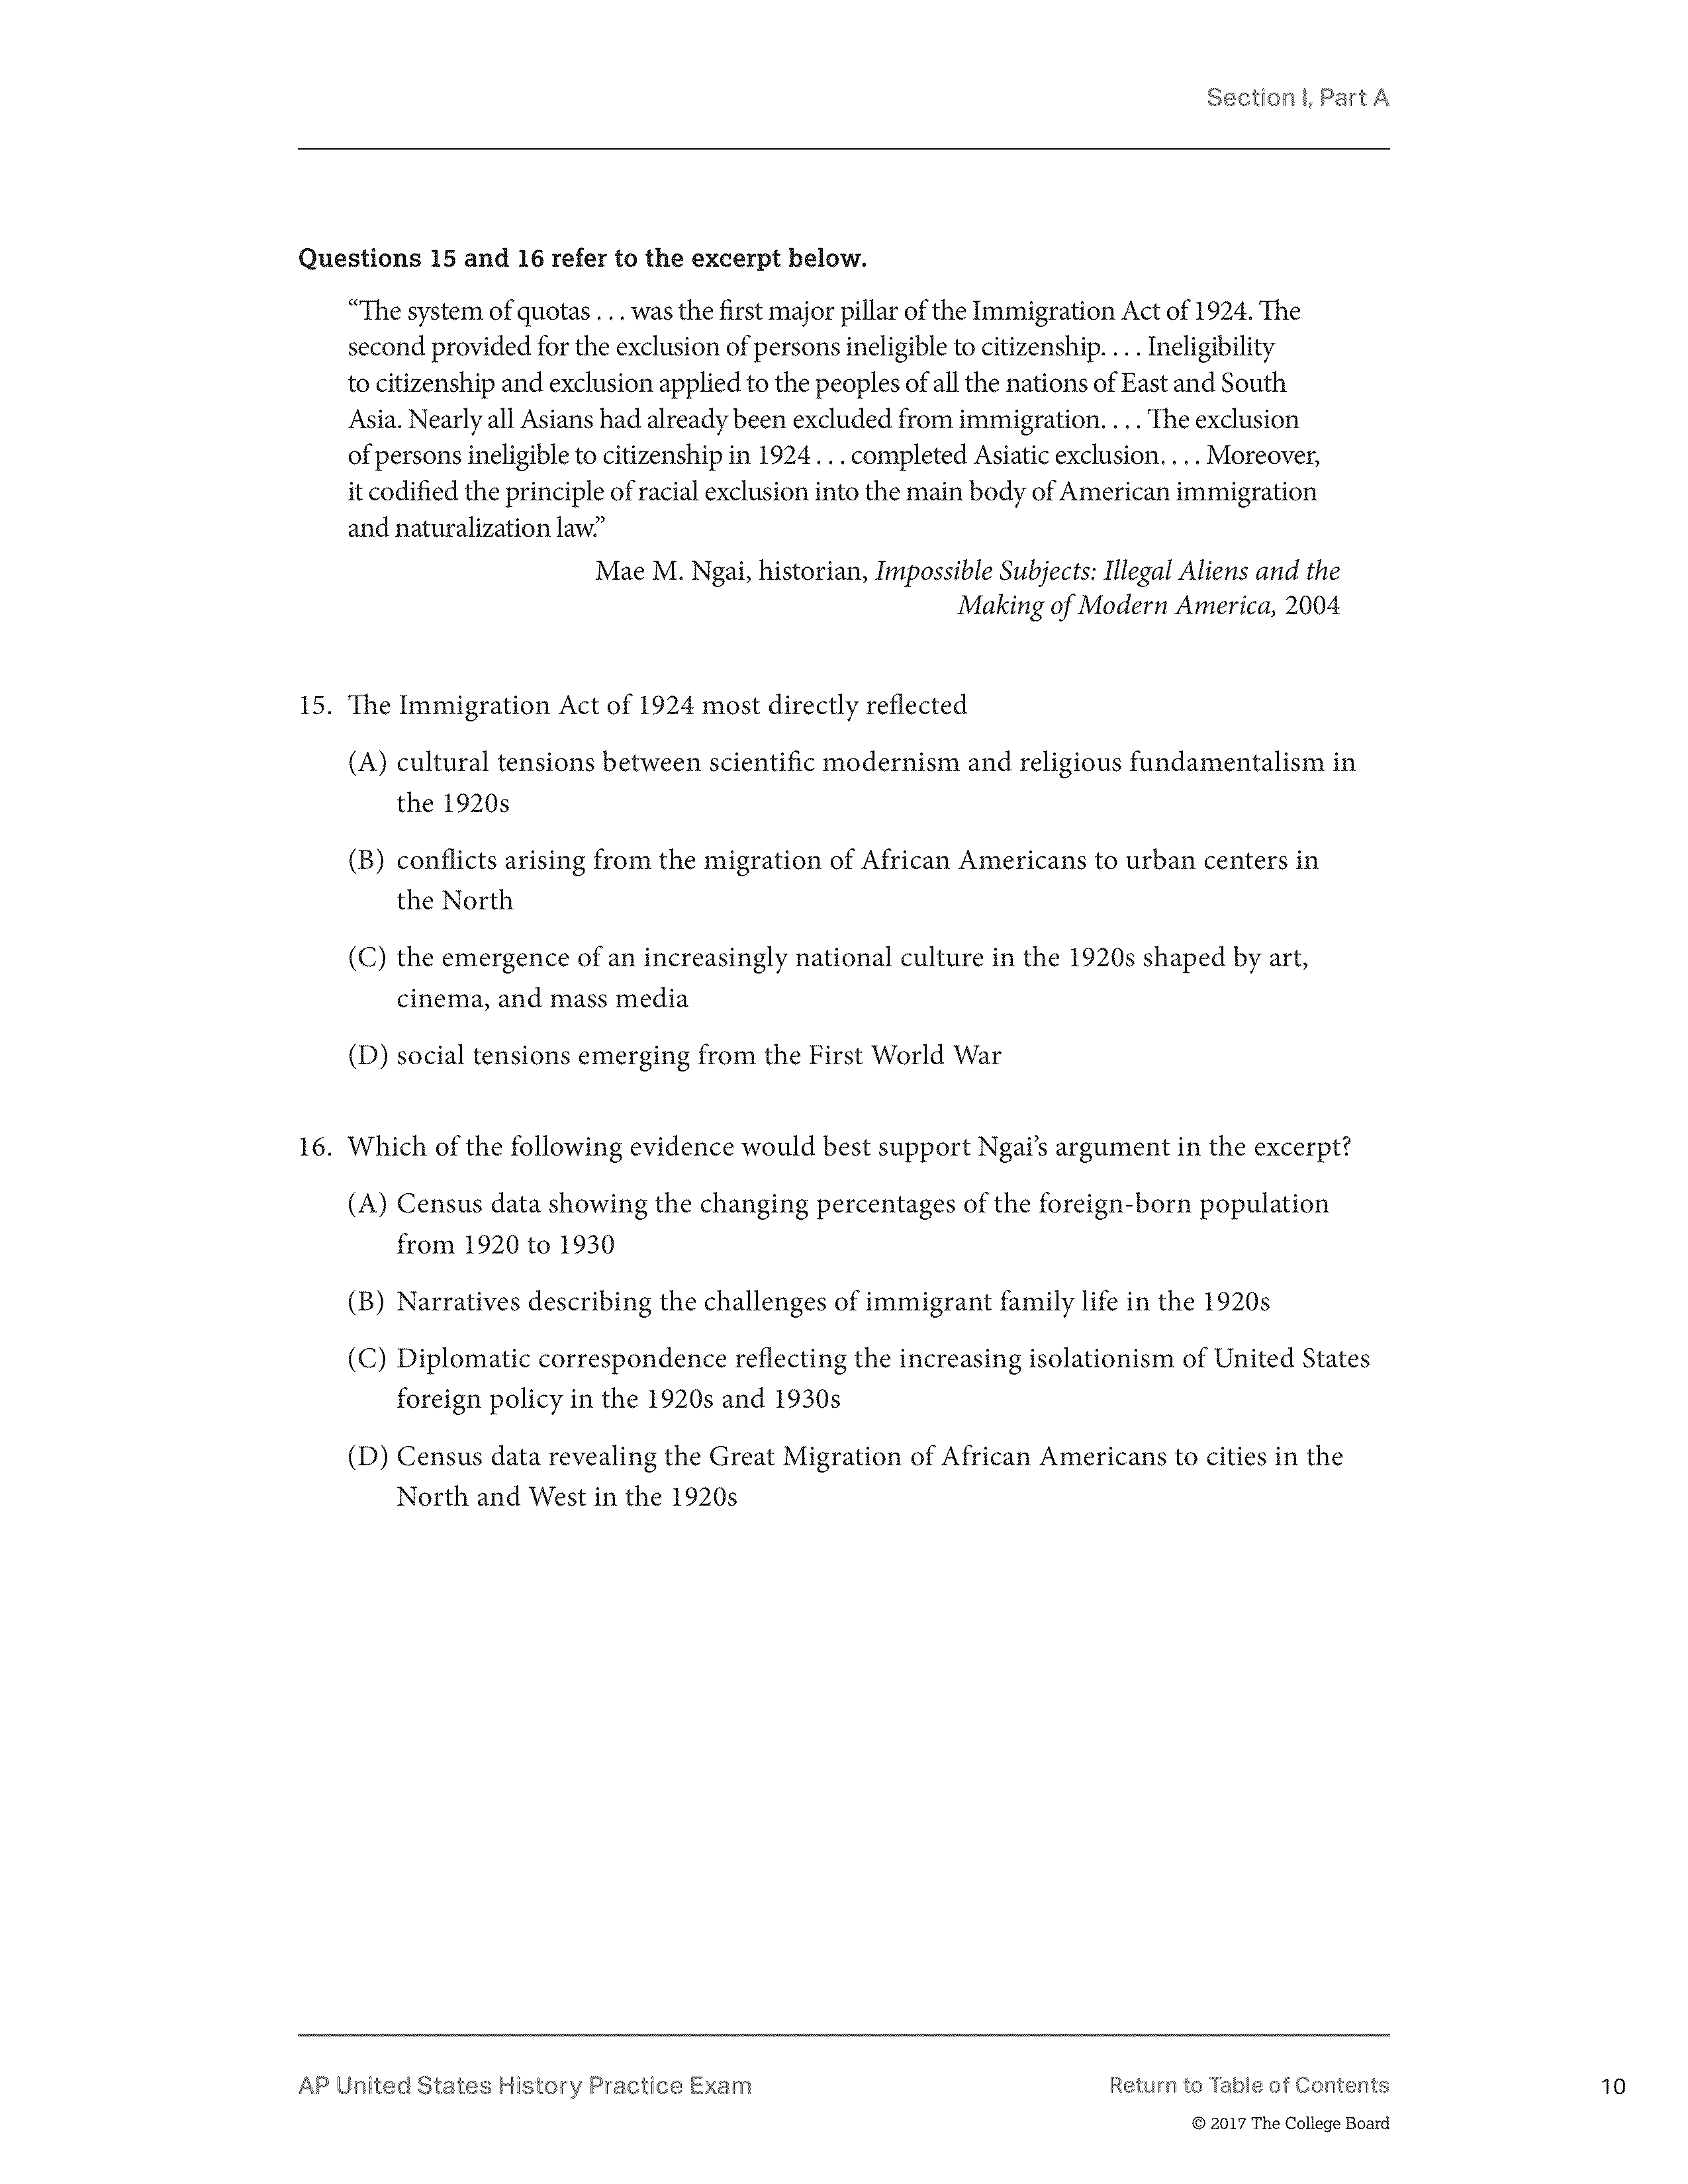 Section I, Part A
Questions 15 and 16 refer to the excerpt below.
“The system of quotas . . . was the first major pillar of the Immigration Act of 1924. The
second provided for the exclusion of persons ineligible to citizenship. . . . Ineligibility
to citizenship and exclusion applied to the peoples of all the nations of East and South
Asia. Nearly all Asians had already been excluded from immigration. . . . The exclusion
of persons ineligible to citizenship in 1924 . . . completed Asiatic exclusion. . . . Moreover,
it codified the principle of racial exclusion into the main body of American immigration
and naturalization law.”
Mae M. Ngai, historian, Impossible Subjects: Illegal Aliens and the
Making of Modern America, 2004
15. The Immigration Act of 1924 most directly reflected
(A) cultural tensions between scientific modernism and religious fundamentalism in
the 1920s
(B) conflicts arising from the migration of African Americans to urban centers in
the North
(C) the emergence of an increasingly national culture in the 1920s shaped by art,
cinema, and mass media
(D) social tensions emerging from the First World War
16. Which of the following evidence would best support Ngai’s argument in the excerpt?
(A) Census data showing the changing percentages of the foreign-born population
from 1920 to 1930
(B) Narratives describing the challenges of immigrant family life in the 1920s
(C) Diplomatic correspondence reflecting the increasing isolationism of United States
foreign policy in the 1920s and 1930s
(D) Census data revealing the Great Migration of African Americans to cities in the
North and West in the 1920s
AP United States History Practice Exam
Return to Table of Contents
10
© 2017 The College Board